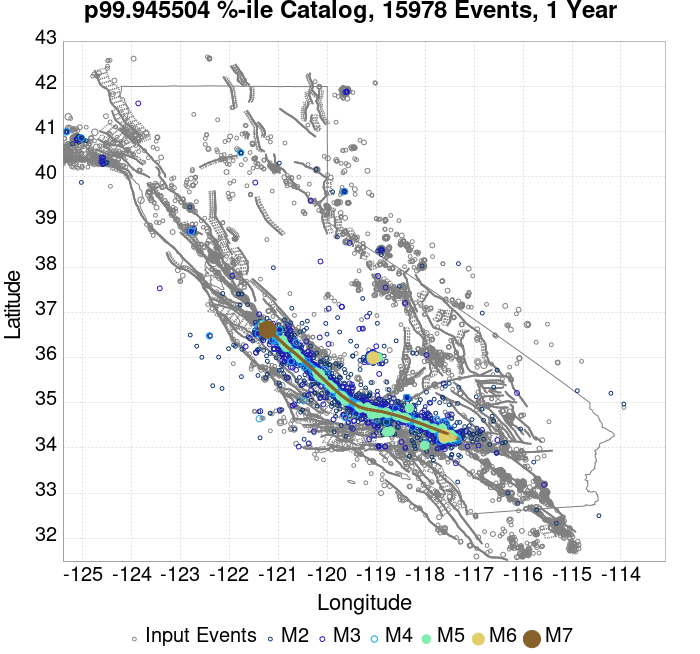 p99.945504 %-ile Catalog, 15978 Events, 1 Year
43
42
41
40
39
38
37
36
35
34
33
32
Latitude
-125 -124 -123 -122 -121 -120 -119 -118 -117 -116 -115 -114
Longitude
Input Events M2 M3 M4 M5 M6 M7